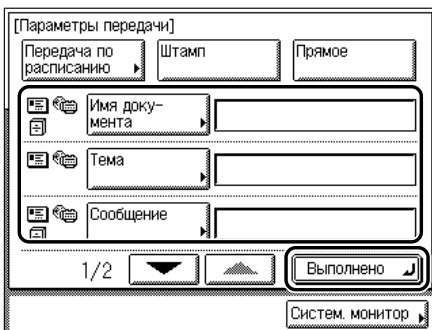 [Параметры передачи]
Передача по
расписанию
Штамп
Прямое
Имя доку-
мента
Тема
Сообщение
1/2
Выполнено
Систем. монитор